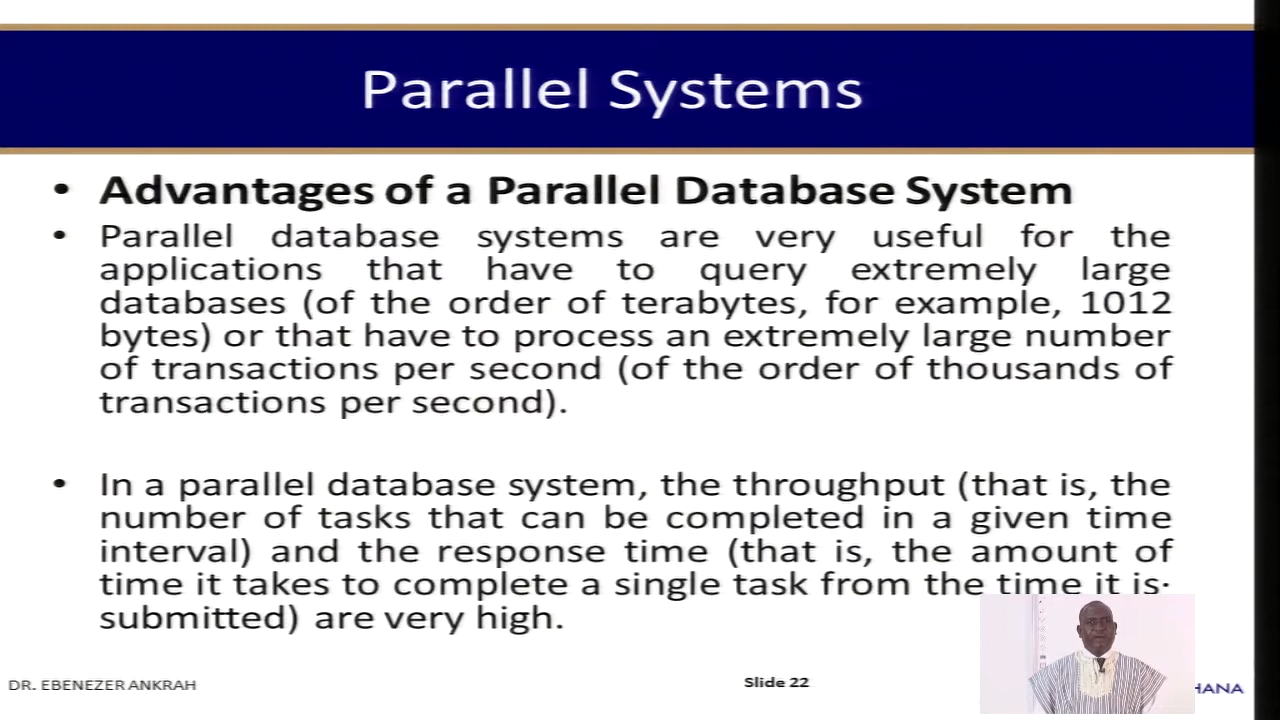 Parallel Systems
• Advantages of a Parallel Database System
• Parallel database systems are very useful for the
applications that have to query extremely large
databases (of the order of terabytes, for example, 1012
bytes) or that have to process an extremely large number
of transactions per second (of the order of thousands of
transactions per second).
• In a parallel database system, the throughput (that is, the
number of tasks that can be completed in a given time
interval) and the response time (that is, the amount of
time it takes to complete a single task from the time it is·
submitted) are very high.
DR. EBENEZER ANKRAH
Slide 22
HANA